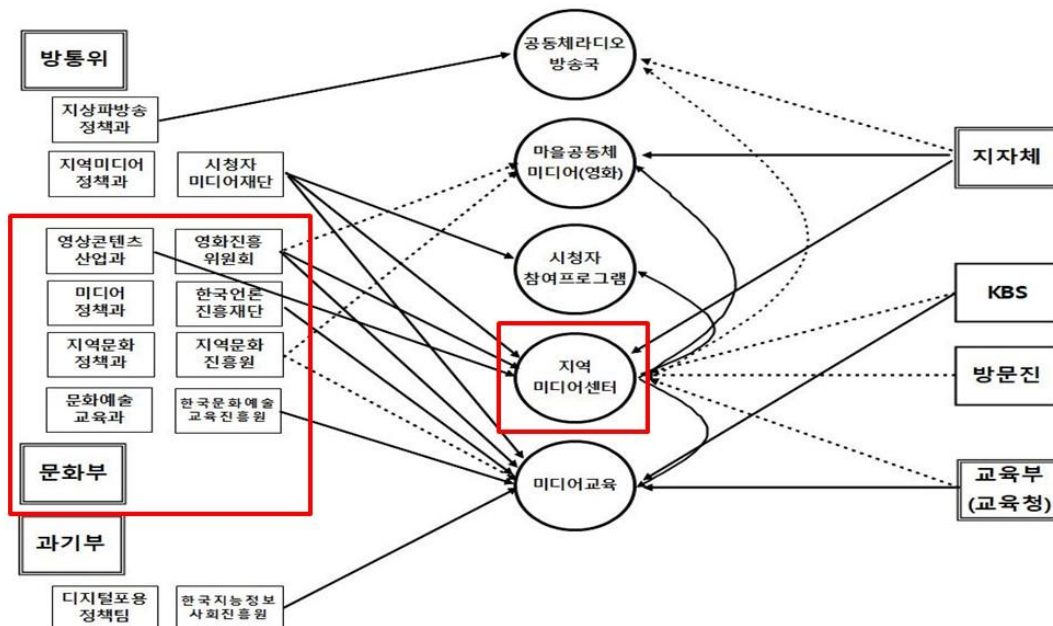 방통위
지상파방송
정책과
지역미디어
정책과
시청자
미디어재단
영상콘텐츠
산업과
영화진흥
위원회
미디어
정책과
한국언론
진흥재단
지역문화
정책과
지역문화
진흥원
문화예술
교육과
한국문화예술
교육진흥원
문화부
과기부
디지털포용
정책팀
한국지능정보
사회진흥원
공동체라디오
방송국
마을공동체
미디어(영화)
시청자
참여프로그램
지역
미디어센터
미디어교육
지자체
KBS
방문진
교육부
(교육청)